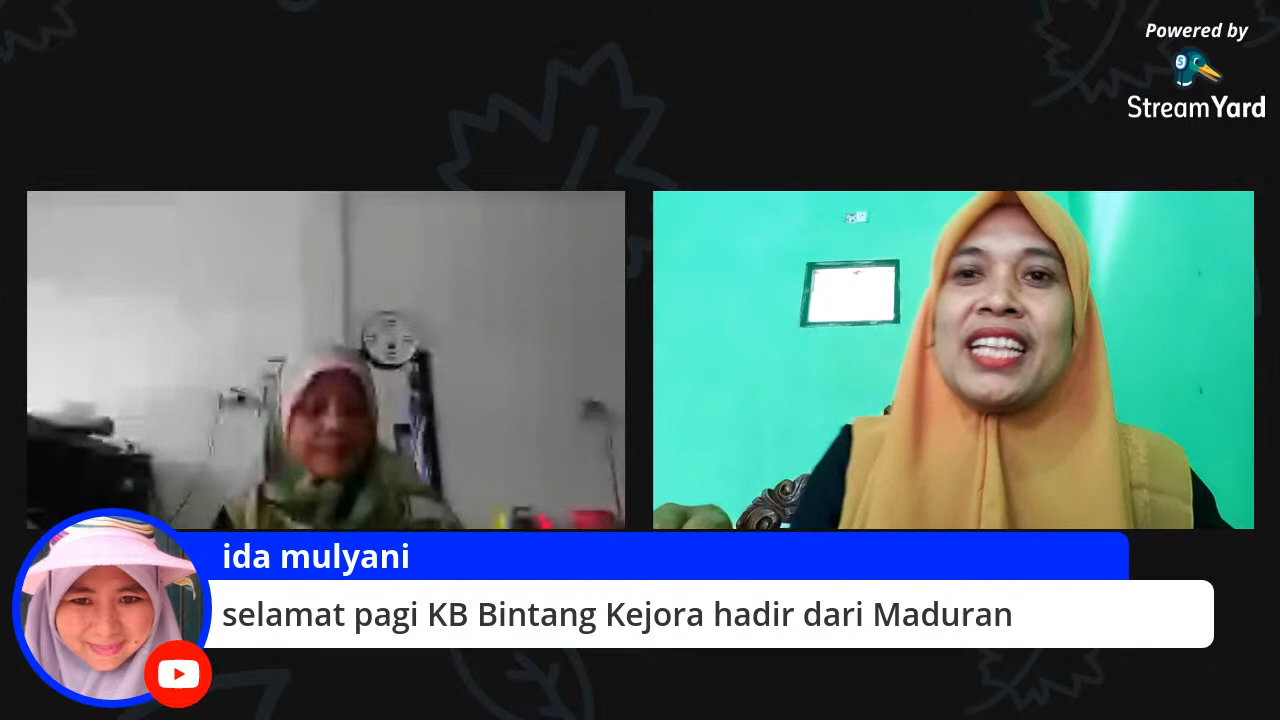 Powered by
StreamYard
ida mulyani
selamat pagi KB Bintang Kejora hadir dari Maduran